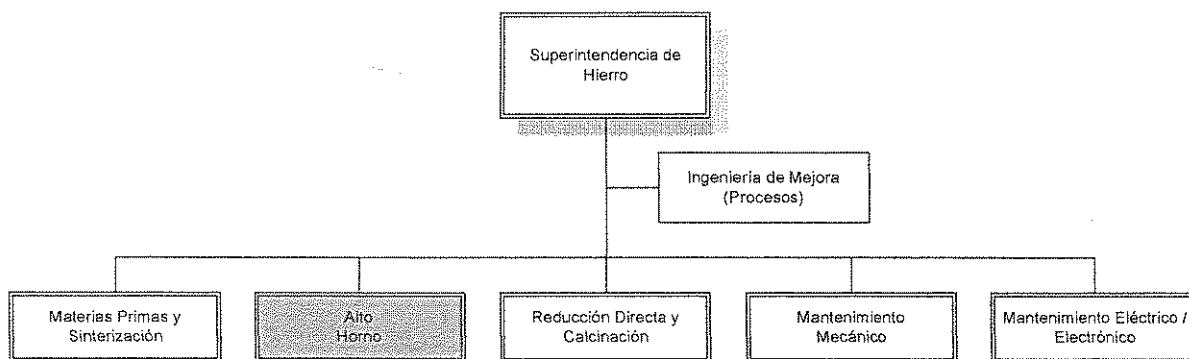 Superintendencia de
Hierro
Ingeniería de Mejora
(Procesos)
Materias Primas y
Sinterización
Alto
Horno
Reducción Directa y
Calcinación
Mantenimiento
Mecánico
Mantenimiento Eléctrico /
Electrónico